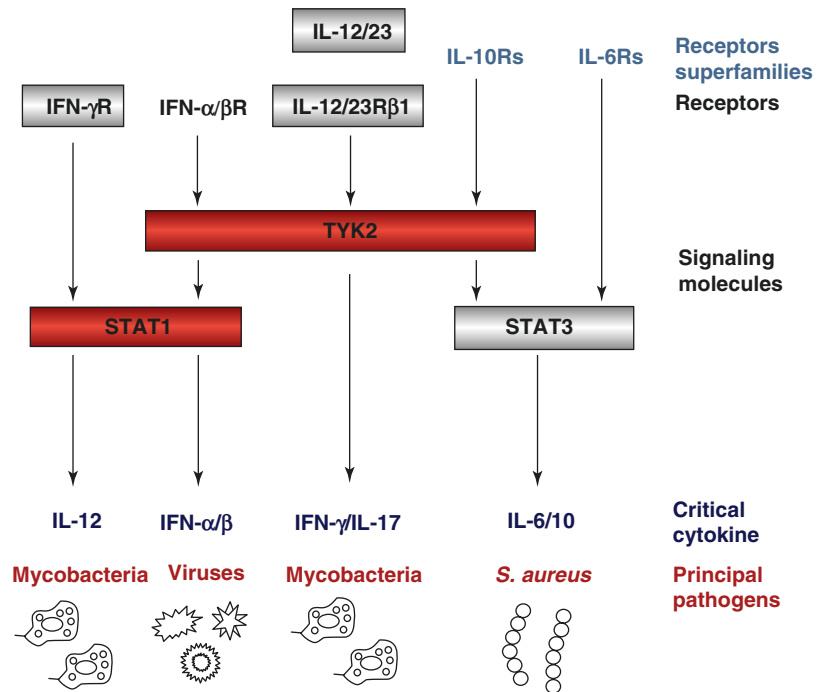 IL-12/23
IL-10Rs IL-6Rs Receptors
superfamilies
IFN-γR IFN-α/βR IL-12/23Rβ1 Receptors
TYK2
Signaling
molecules
STAT1 STAT3
IL-12 IFN-α/β IFN-γ/IL-17 IL-6/10 Critical
cytokine
Mycobacteria Viruses Mycobacteria S. aureus Principal
pathogens